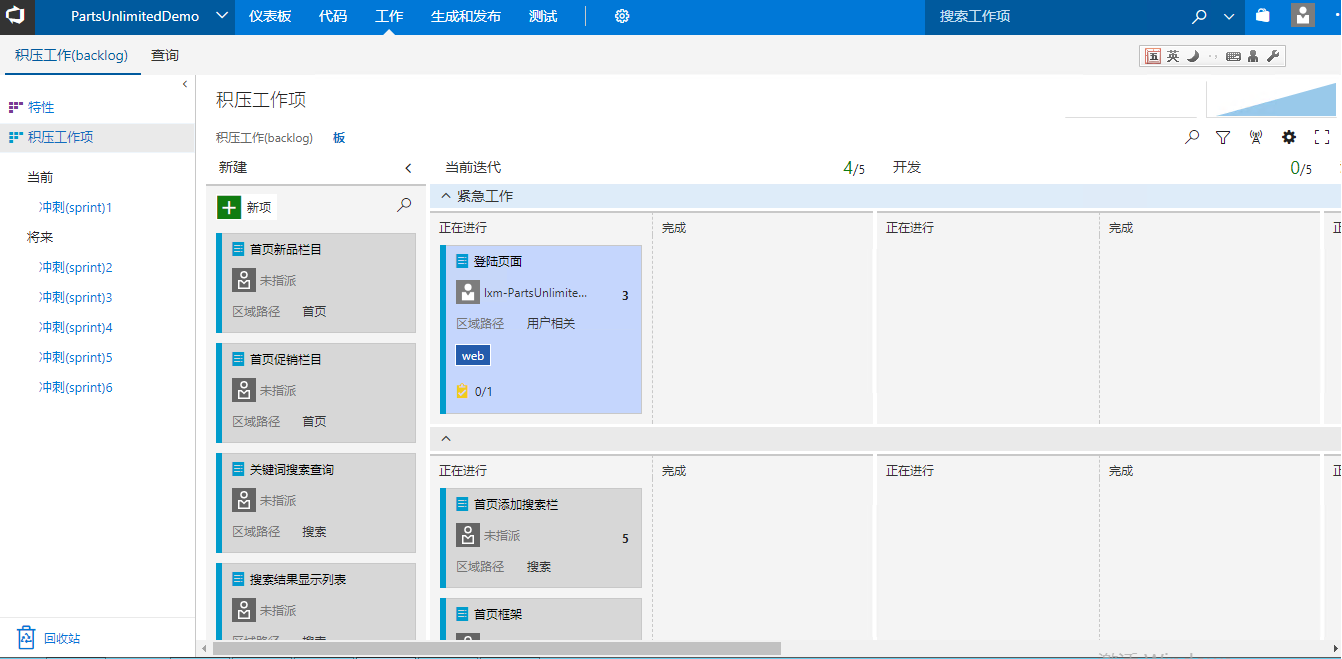 PartsUnlimitedDemo 仪表板 代码 工作 生成和发布 测试 搜索工作项
积压工作(backlog) 查询
五 英
特性
积压工作项
当前
冲刺(sprint)1
将来
冲刺(sprint)2
冲刺(sprint)3
冲刺(sprint)4
冲刺(sprint)5
冲刺(sprint)6
回收站
积压工作项
积压工作(backlog) 板
新建
新项
首页新品栏目
未指派
区域路径 首页
首页促销栏目
未指派
区域路径 首页
关键词搜索查询
未指派
区域路径 搜索
搜索结果显示列表
未指派
区域路径 搜索
当前迭代 4/5 开发 0/5
紧急工作
正在进行 完成 正在进行 完成 正
登陆页面
lxm-PartsUnlimite... 3
区域路径 用户相关
web
0/1
正在进行 完成 正在进行 完成 正
首页添加搜索栏
未指派 5
区域路径 搜索
首页框架